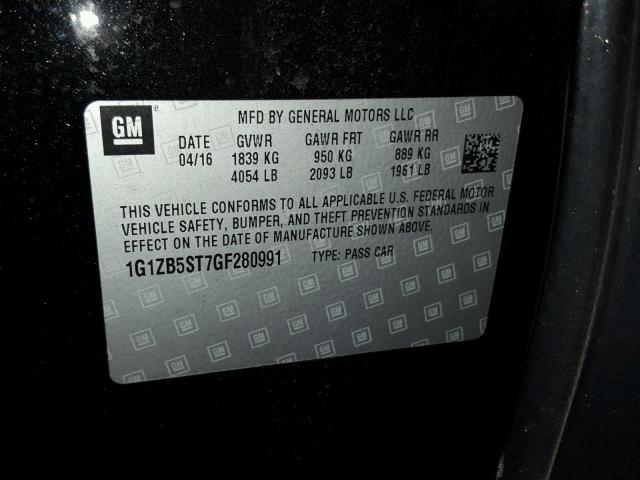 GM ® MFD BY GENERAL MOTORS LLC
DATE GVWR GAWR FRT GAWR RR
04/16 1839 KG 950 KG 889 KG
4054 LB 2093 LB 1961 LB
THIS VEHICLE CONFORMS TO ALL APPLICABLE U.S. FEDERAL MOTOR
VEHICLE SAFETY, BUMPER, AND THEFT PREVENTION STANDARDS IN
EFFECT ON THE DATE OF MANUFACTURE SHOWN ABOVE.
1G1ZB5ST7GF280991 TYPE: PASS CAR